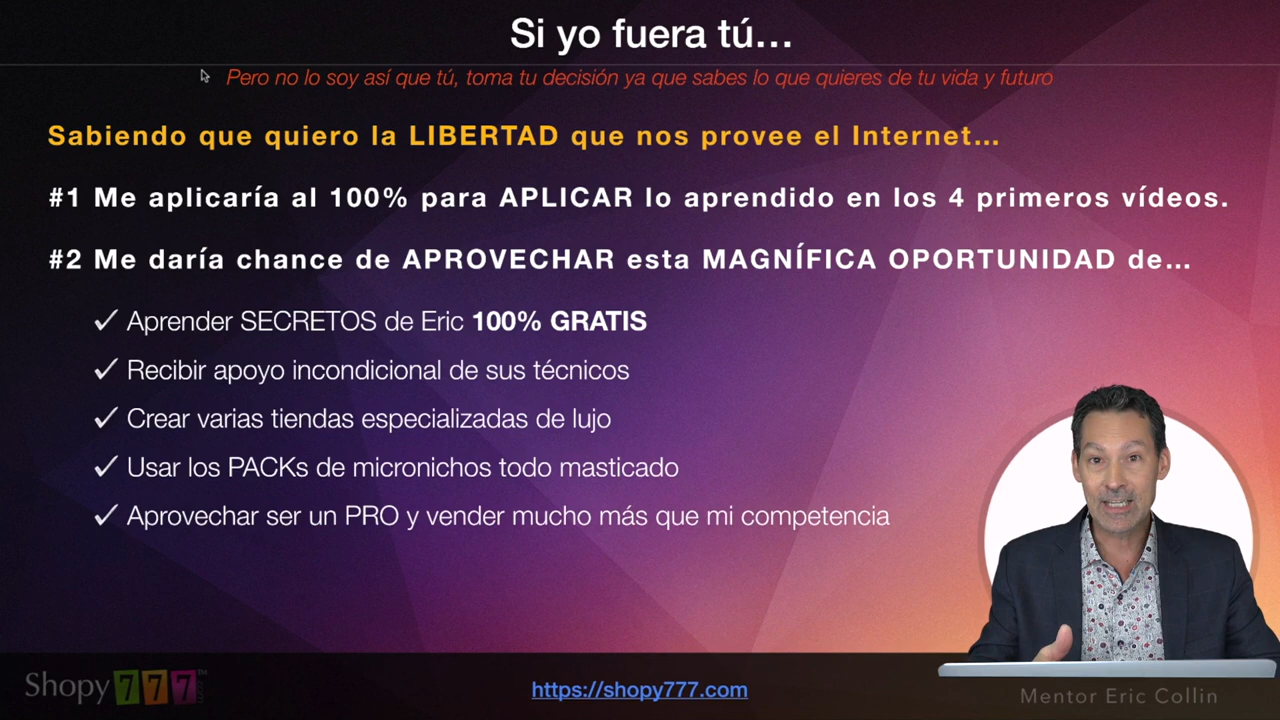 Si yo fuera tú...
Pero no lo soy así que tú, toma tu decisión ya que sabes lo que quieres de tu vida y futuro
Sabiendo que quiero la LIBERTAD que nos provee el Internet...
#1 Me aplicaría al 100% para APLICAR lo aprendido en los 4 primeros vídeos.
#2 Me daría chance de APROVECHAR esta MAGNÍFICA OPORTUNIDAD de...
✓ Aprender SECRETOS de Eric 100% GRATIS
✓ Recibir apoyo incondicional de sus técnicos
✓ Crear varias tiendas especializadas de lujo
✓ Usar los PACKs de micronichos todo masticado
✓ Aprovechar ser un PRO y vender mucho más que mi competencia
Shopy777™
https://shopy777.com
Mentor Eric Collin